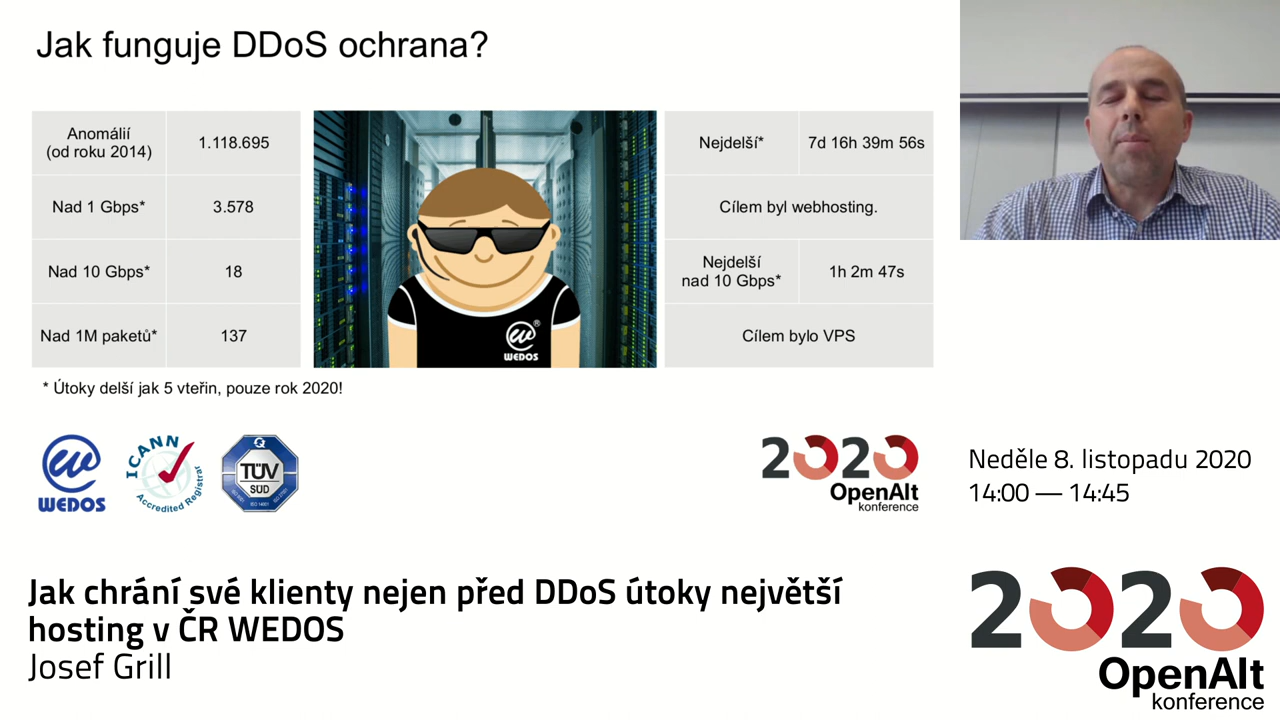 Jak funguje DDoS ochrana?
Anomálií
(od roku 2014)
1.118.695
Nad 1 Gbps*
3.578
Nad 10 Gbps*
18
Nad 1M paketů*
137
WEDOS
®
Nejdelší*
7d 16h 39m 56s
Cílem byl webhosting.
Nejdelší
nad 10 Gbps*
1h 2m 47s
Cílem bylo VPS
* Útoky delší jak 5 vteřin, pouze rok 2020!
WEDOS
ICANN
Accredited Registrar
TÜV
SÜD
2020
OpenAlt
konference
Neděle 8. listopadu 2020
14:00 — 14:45
Jak chrání své klienty nejen před DDoS útoky největší
hosting v ČR WEDOS
Josef Grill
2020
OpenAlt
konference